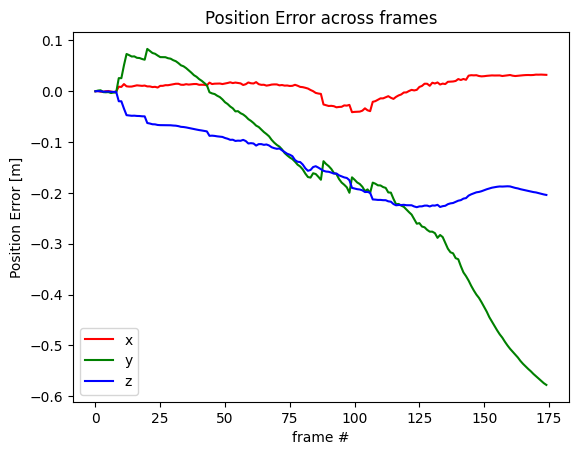 Position Error across frames
Position Error [m]
0.1
0.0
−0.1
−0.2
−0.3
−0.4
−0.5
−0.6
x
y
z
0 25 50 75 100 125 150 175
frame #